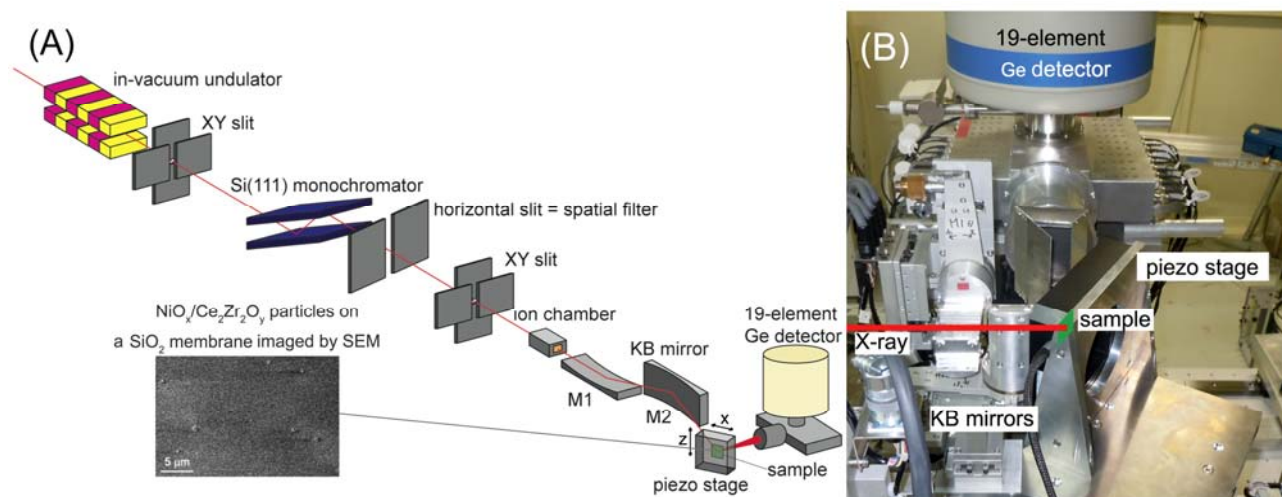 (A)
in-vacuum undulator
XY slit
Si(111) monochromator
horizontal slit = spatial filter
XY slit
ion chamber
NiOₓ/Ce₂Zr₂Oᵧ particles on
a SiO₂ membrane imaged by SEM
5 μm
M1
M2
KB mirror
19-element
Ge detector
x
z
piezo stage
sample
(B)
19-element
Ge detector
M10
piezo stage
sample
X-ray
KB mirrors